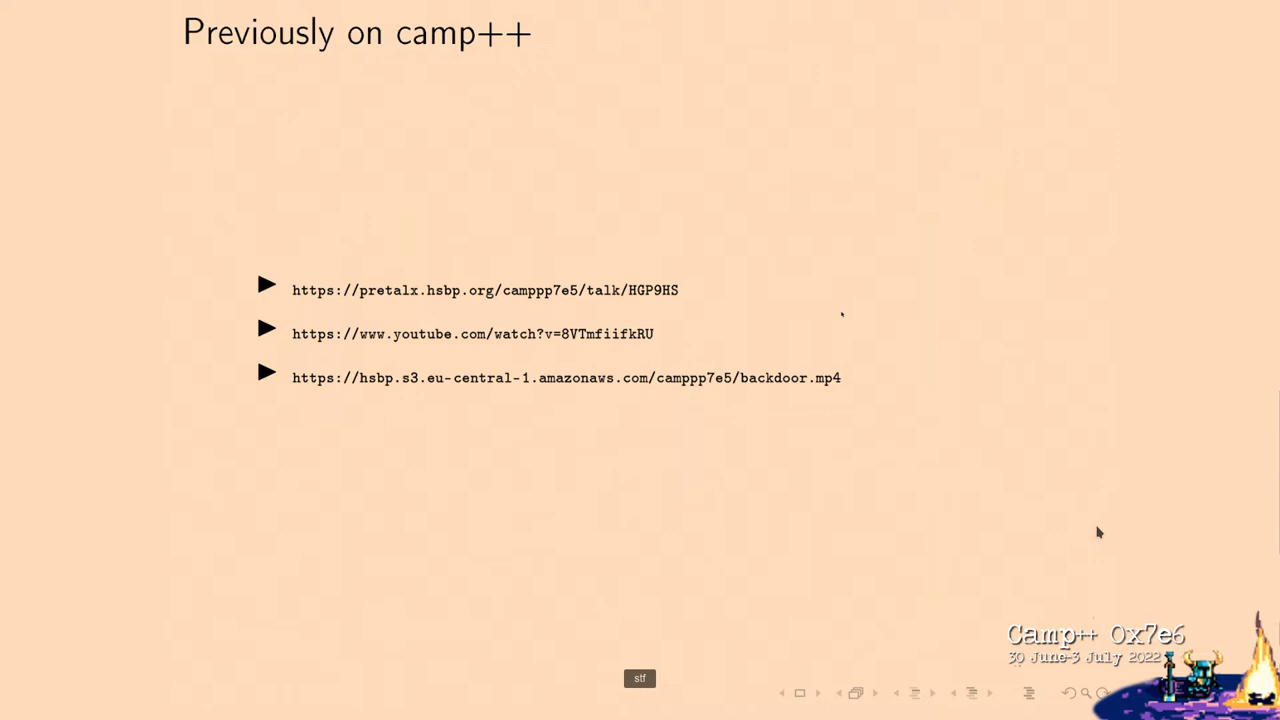 Previously on camp++
https://pretalx.hsbp.org/camppp7e5/talk/HGP9HS
https://www.youtube.com/watch?v=8VTmfiifkRU
https://hsbp.s3.eu-central-1.amazonaws.com/camppp7e5/backdoor.mp4
Camp++ 0x7e6
30 June-3 July 2022
stf